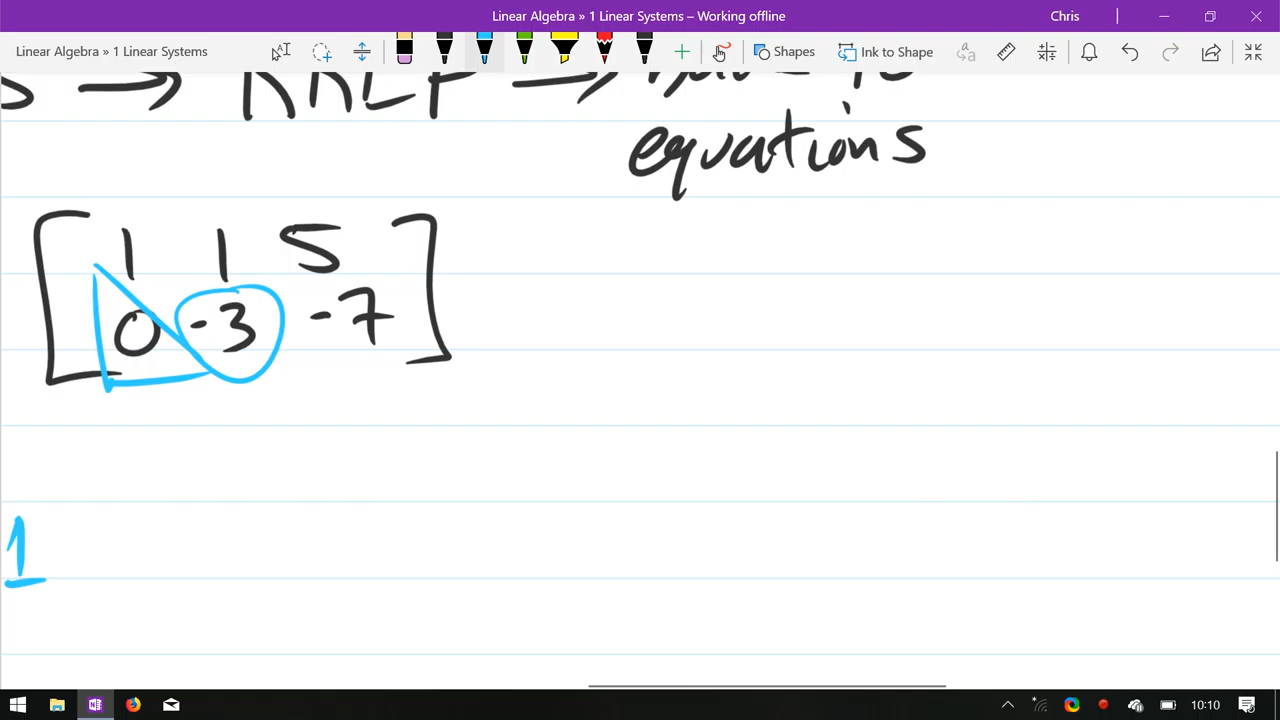 Linear Algebra » 1 Linear Systems – Working offline
Chris
Linear Algebra » 1 Linear Systems
Shapes
Ink to Shape
→ RREF →
equations
1 1 5
0 -3 -7
1
10:10